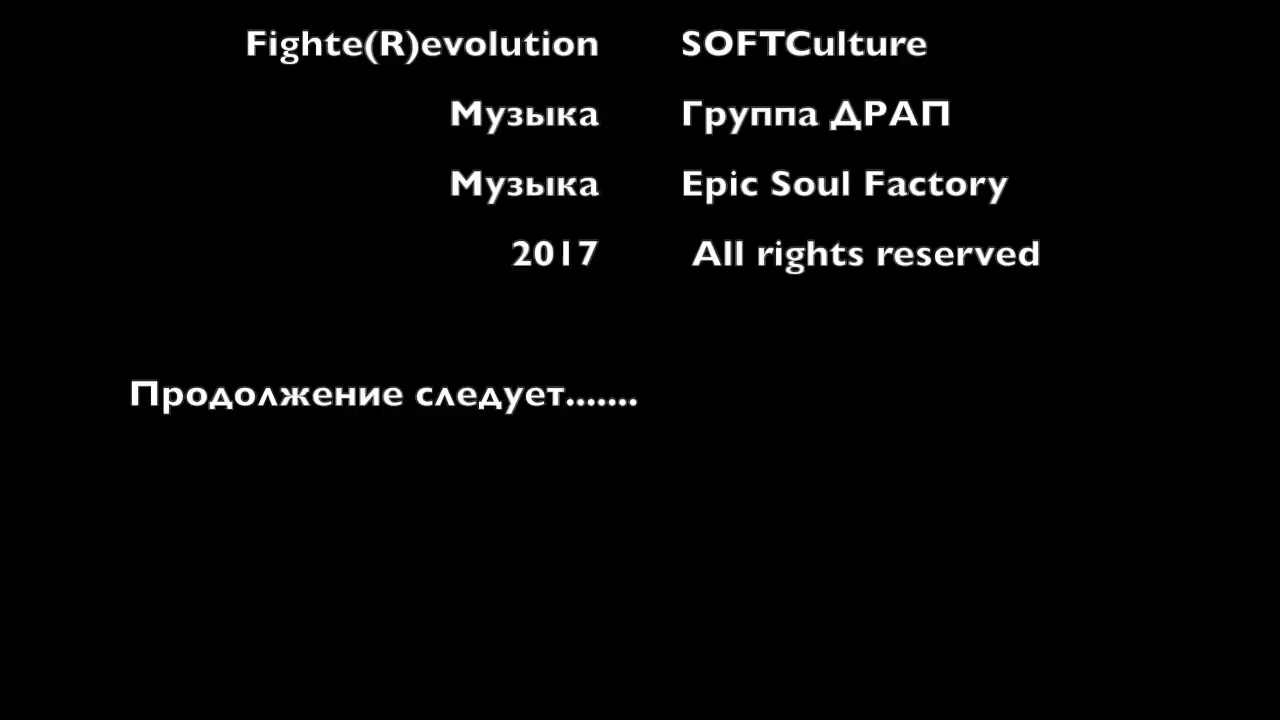 Fighte(R)evolution SOFTCulture
Музыка Группа ДРАП
Музыка Epic Soul Factory
2017 All rights reserved
Продолжение следует.......